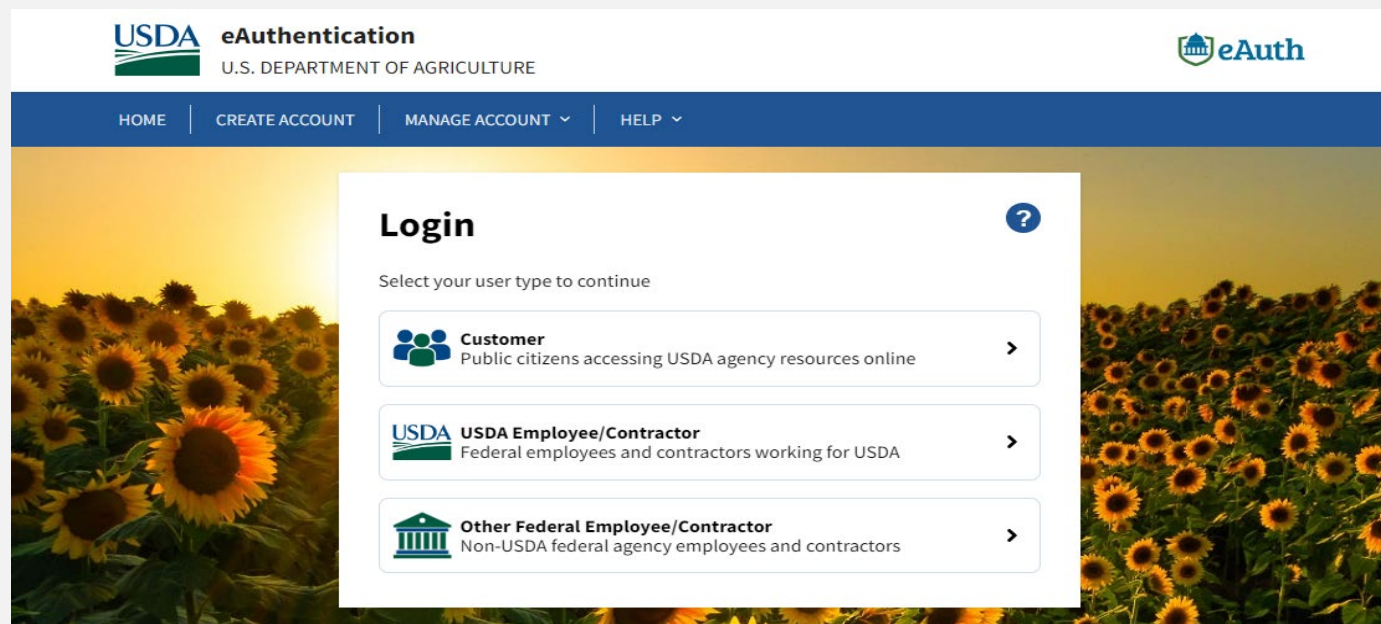 USDA eAuthentication
U.S. DEPARTMENT OF AGRICULTURE
eAuth
HOME CREATE ACCOUNT MANAGE ACCOUNT HELP
Login
?
Select your user type to continue
Customer
Public citizens accessing USDA agency resources online
USDA USDA Employee/Contractor
Federal employees and contractors working for USDA
Other Federal Employee/Contractor
Non-USDA federal agency employees and contractors